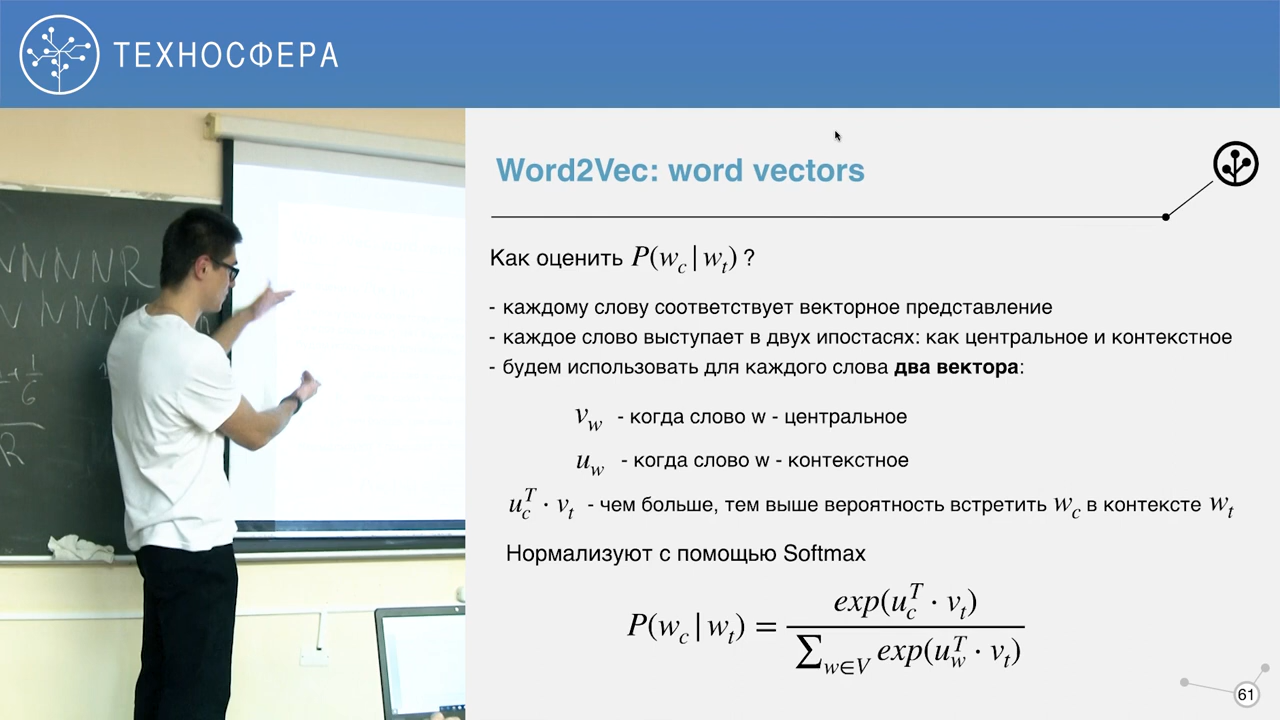 ТЕХНОСФЕРА
Word2Vec: word vectors
Как оценить P(w_c | w_t) ?
- каждому слову соответствует векторное представление
- каждое слово выступает в двух ипостасях: как центральное и контекстное
- будем использовать для каждого слова два вектора:
v_w - когда слово w - центральное
u_w - когда слово w - контекстное
u_c^T · v_t - чем больше, тем выше вероятность встретить w_c в контексте w_t
Нормализуют с помощью Softmax
P(w_c | w_t) = exp(u_c^T · v_t) / ∑_{w∈V} exp(u_w^T · v_t)
61
NNNNR
1/6
R